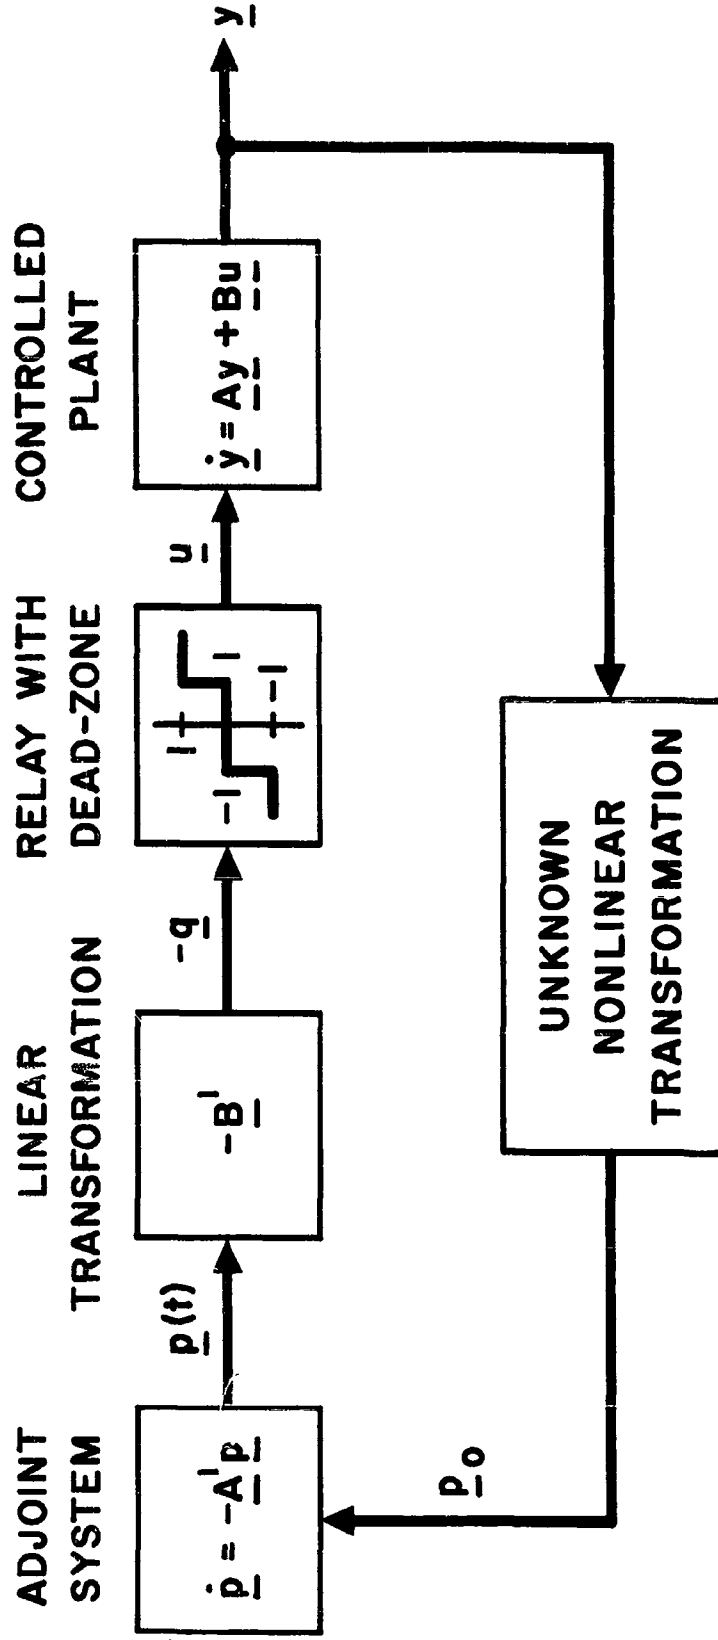 ADJOINT
SYSTEM
ṗ = -A'p
p(t)
LINEAR
TRANSFORMATION
-B'
-q
RELAY WITH
DEAD-ZONE
1
-1
1
-1
u
CONTROLLED
PLANT
ẏ = Ay + Bu
y
UNKNOWN
NONLINEAR
TRANSFORMATION
p₀